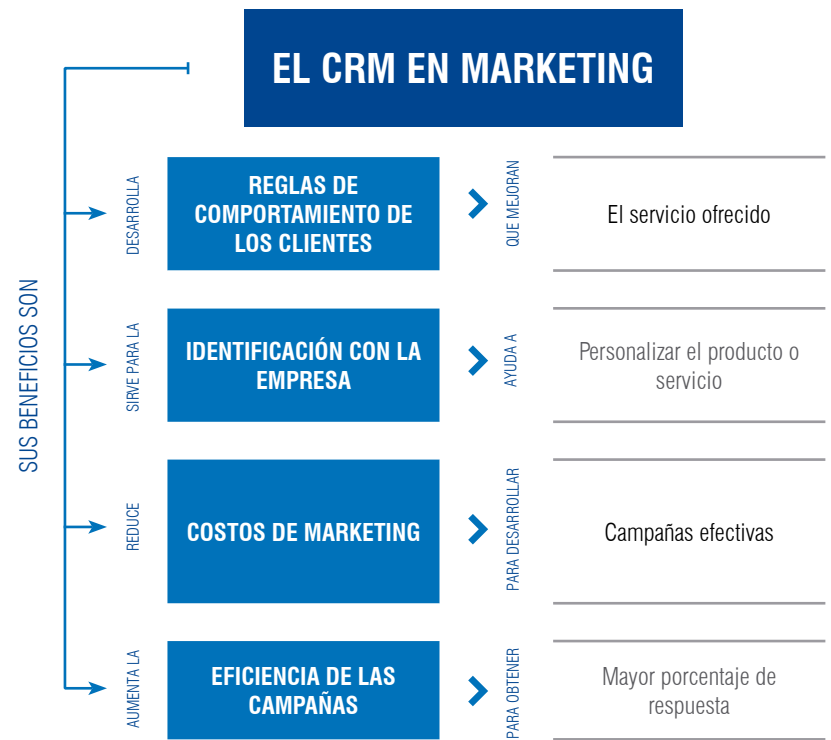 EL CRM EN MARKETING
SUS BENEFICIOS SON
DESARROLLA
REGLAS DE
COMPORTAMIENTO DE
LOS CLIENTES
QUE MEJORAN
El servicio ofrecido
SIRVE PARA LA
IDENTIFICACIÓN CON LA
EMPRESA
AYUDA A
Personalizar el producto o
servicio
REDUCE
COSTOS DE MARKETING
PARA DESARROLLAR
Campañas efectivas
AUMENTA LA
EFICIENCIA DE LAS
CAMPAÑAS
PARA OBTENER
Mayor porcentaje de
respuesta